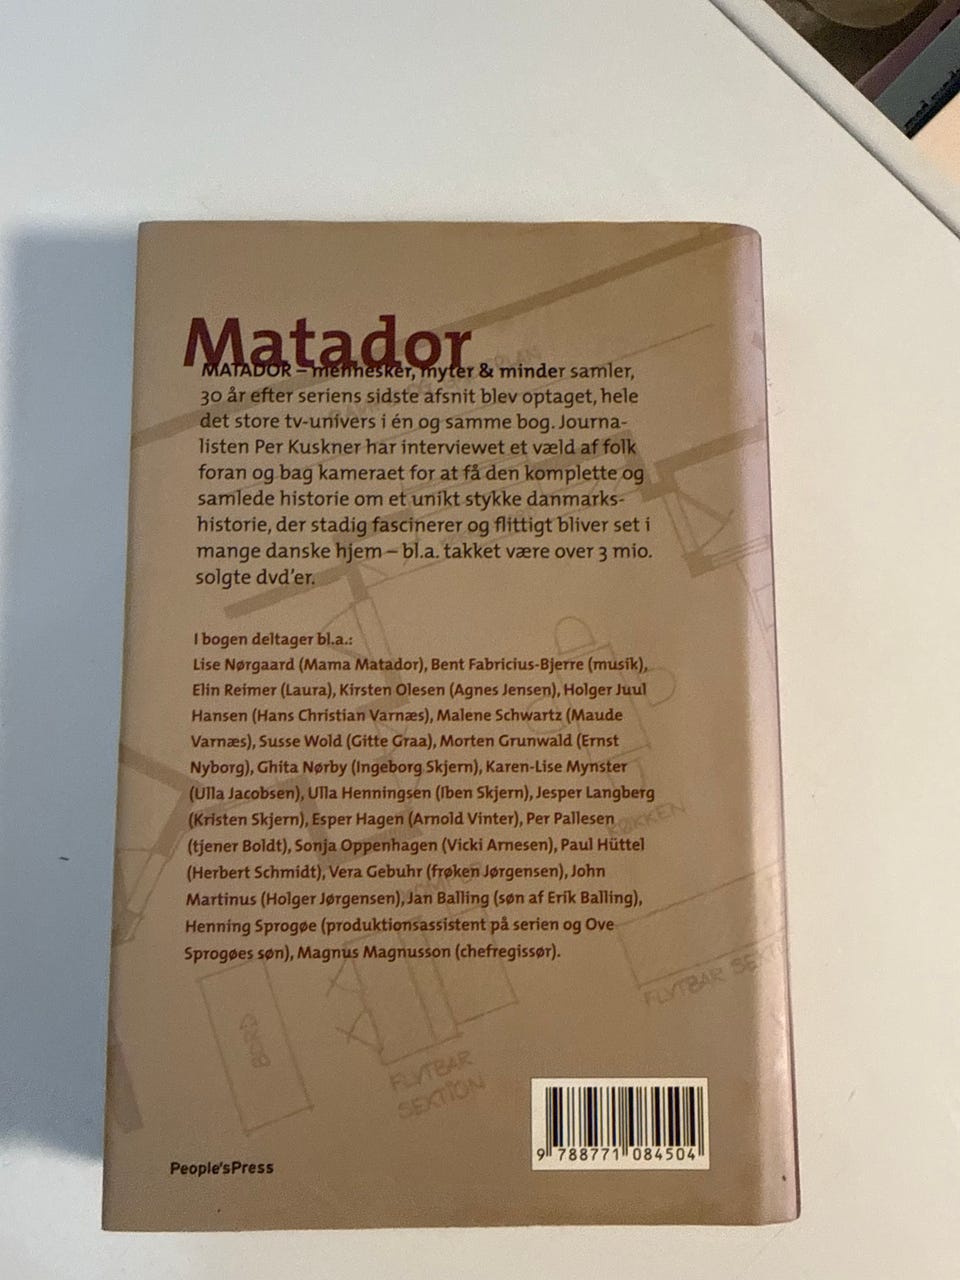 Matador
MATADOR – mennesker, myter & minder samler,
30 år efter seriens sidste afsnit blev optaget, hele
det store tv-univers i én og samme bog. Journa-
listen Per Kuskner har interviewet et væld af folk
foran og bag kameraet for at få den komplette og
samlede historie om et unikt stykke danmarks-
historie, der stadig fascinerer og flittigt bliver set i
mange danske hjem – bl.a. takket være over 3 mio.
solgte dvd'er.
I bogen deltager bl.a.:
Lise Nørgaard (Mama Matador), Bent Fabricius-Bjerre (musik),
Elin Reimer (Laura), Kirsten Olesen (Agnes Jensen), Holger Juul
Hansen (Hans Christian Varnæs), Malene Schwartz (Maude
Varnæs), Susse Wold (Gitte Graa), Morten Grunwald (Ernst
Nyborg), Ghita Nørby (Ingeborg Skjern), Karen-Lise Mynster
(Ulla Jacobsen), Ulla Henningsen (Iben Skjern), Jesper Langberg
(Kristen Skjern), Esper Hagen (Arnold Vinter), Per Pallesen
(tjener Boldt), Sonja Oppenhagen (Vicki Arnesen), Paul Hüttel
(Herbert Schmidt), Vera Gebuhr (frøken Jørgensen), John
Martinus (Holger Jørgensen), Jan Balling (søn af Erik Balling),
Henning Sprogøe (produktionsassistent på serien og Ove
Sprogøes søn), Magnus Magnusson (chefregissør).
KØKKEN
FLYTBAR SEKTI
BORD
FLYTBAR
SEKTION
People'sPress
9 788771 084504